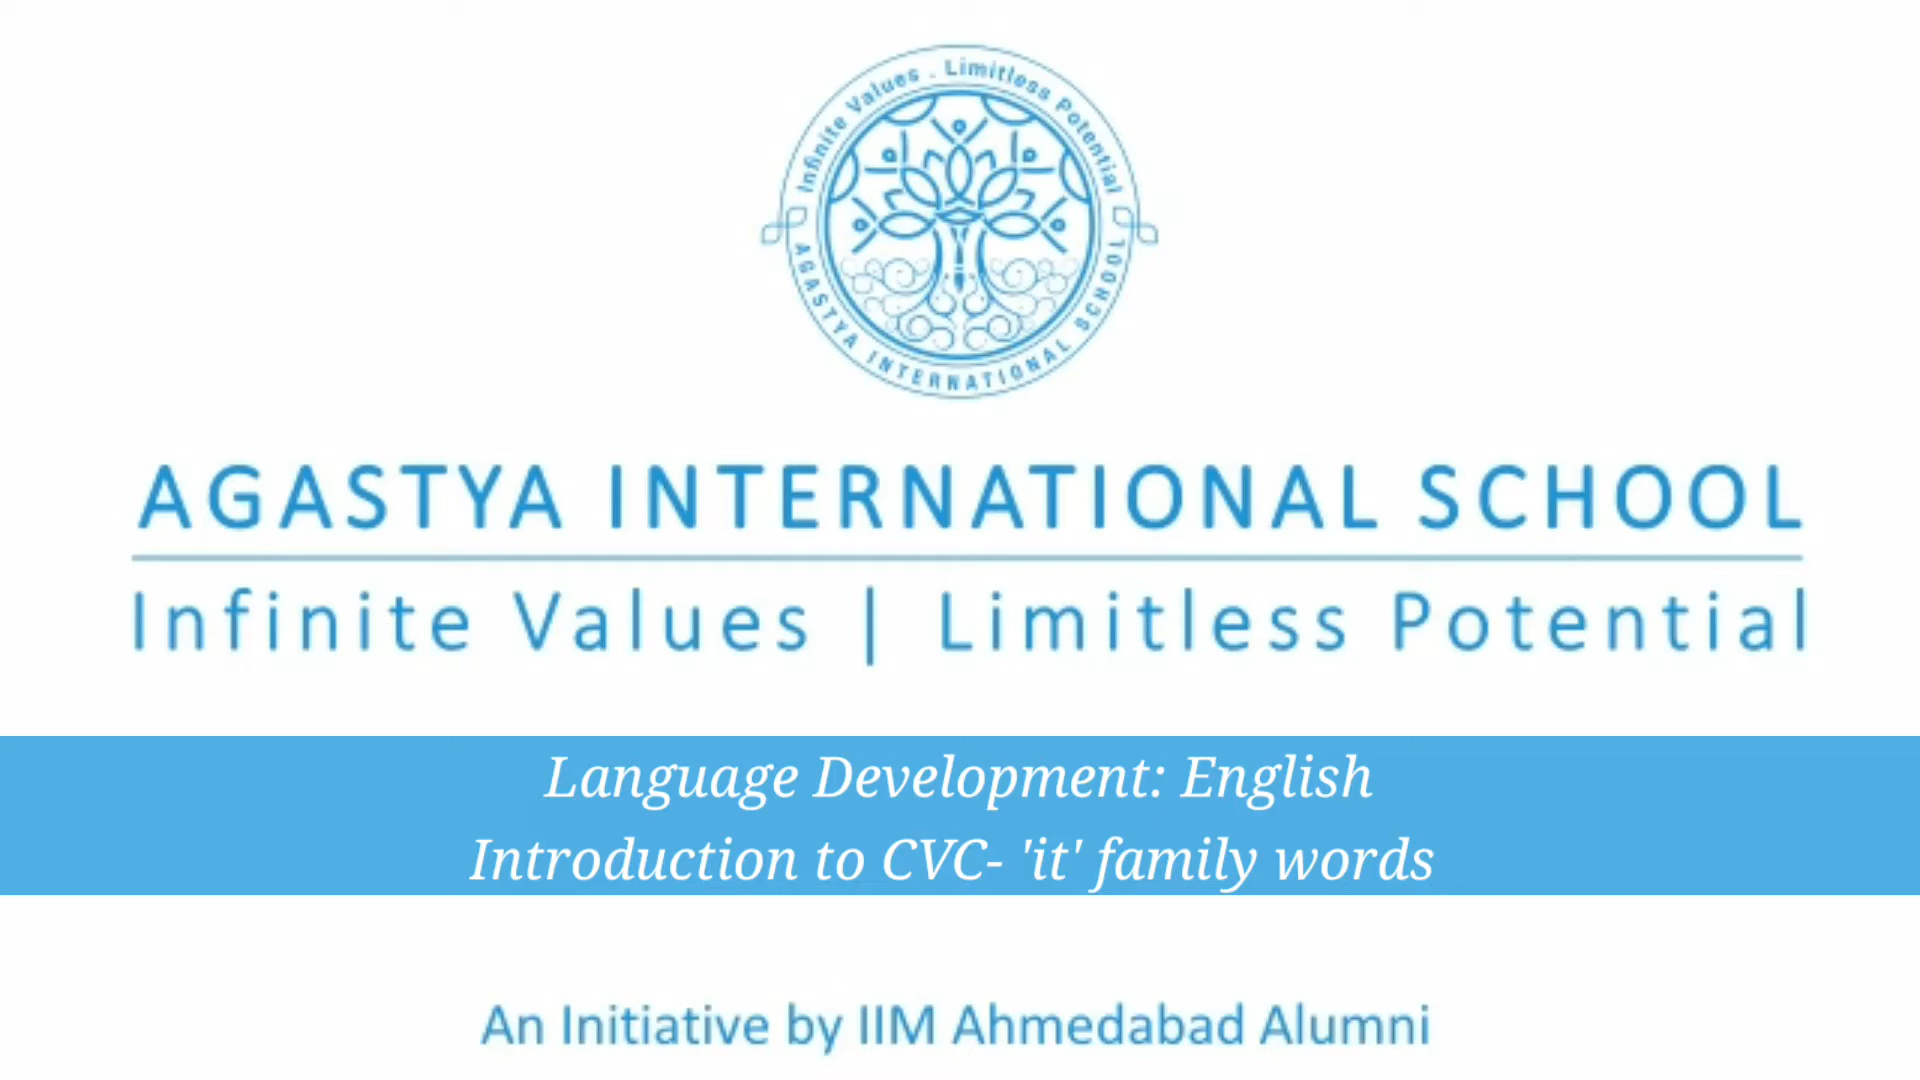 Infinite Values . Limitless Potential
AGASTYA INTERNATIONAL SCHOOL
AGASTYA INTERNATIONAL SCHOOL
Infinite Values | Limitless Potential
Language Development: English
Introduction to CVC- 'it' family words
An Initiative by IIM Ahmedabad Alumni